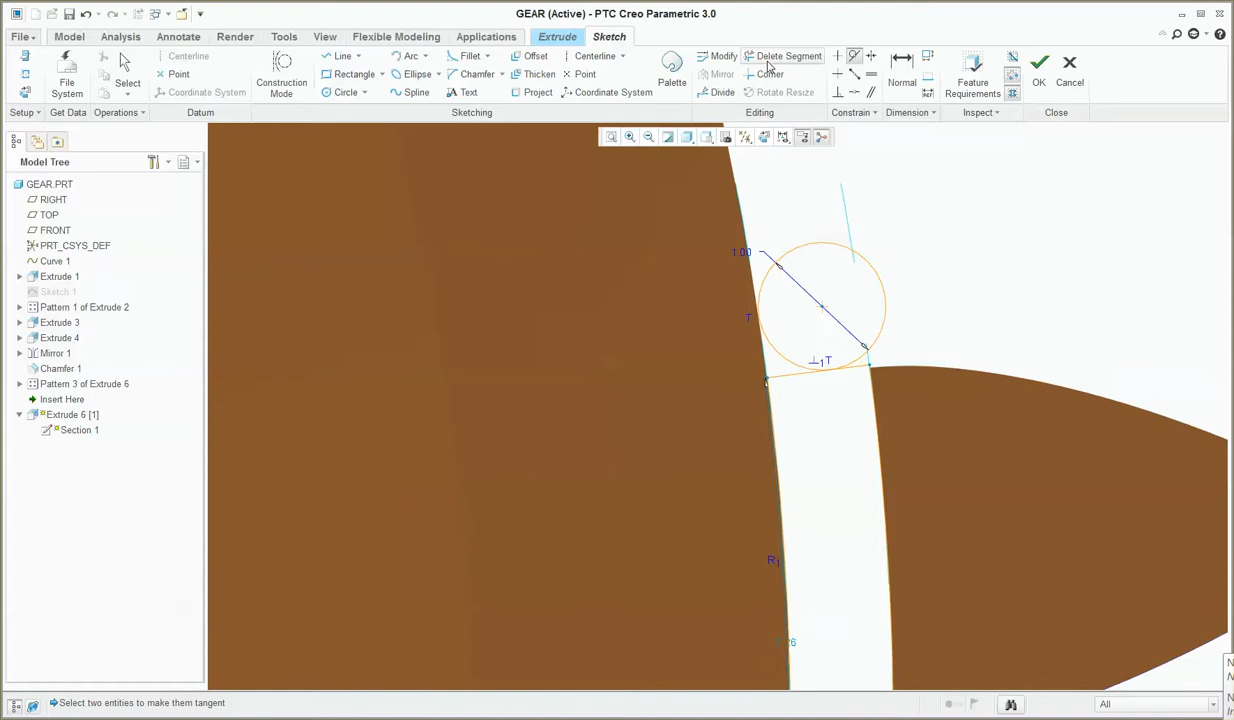 GEAR (Active) - PTC Creo Parametric 3.0
File Model Analysis Annotate Render Tools View Flexible Modeling Applications Extrude Sketch
Line Arc Fillet Offset Centerline Modify Delete Segment
Centerline
Point
Coordinate System
Rectangle Ellipse Chamfer Thicken Point Mirror Corner
Circle Spline Text Project Coordinate System Divide Rotate Resize
File System
Select
Construction Mode
Palette
Normal
Feature Requirements
OK
Cancel
Setup Get Data Operations Datum Sketching Editing Constrain Dimension Inspect Close
Model Tree
GEAR.PRT
RIGHT
TOP
FRONT
PRT_CSYS_DEF
Curve 1
Extrude 1
Sketch 1
Pattern 1 of Extrude 2
Extrude 3
Extrude 4
Mirror 1
Chamfer 1
Pattern 3 of Extrude 6
Insert Here
Extrude 6 [1]
Section 1
1.00
T
⊥1T
R1
Select two entities to make them tangent
All